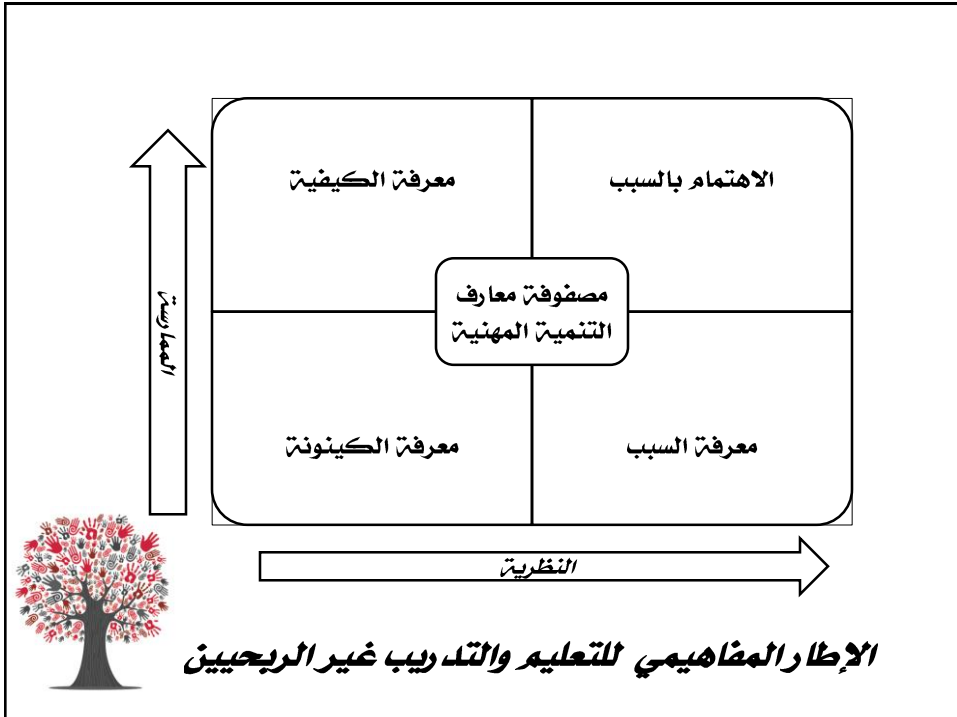 الاهتمام بالسبب
معرفة الكيفية
مصفوفة معارف
التنمية المهنية
معرفة السبب
معرفة الكينونة
الممارسة
النظرية
الإطار المفاهيمي للتعليم والتدريب غير الربحيين